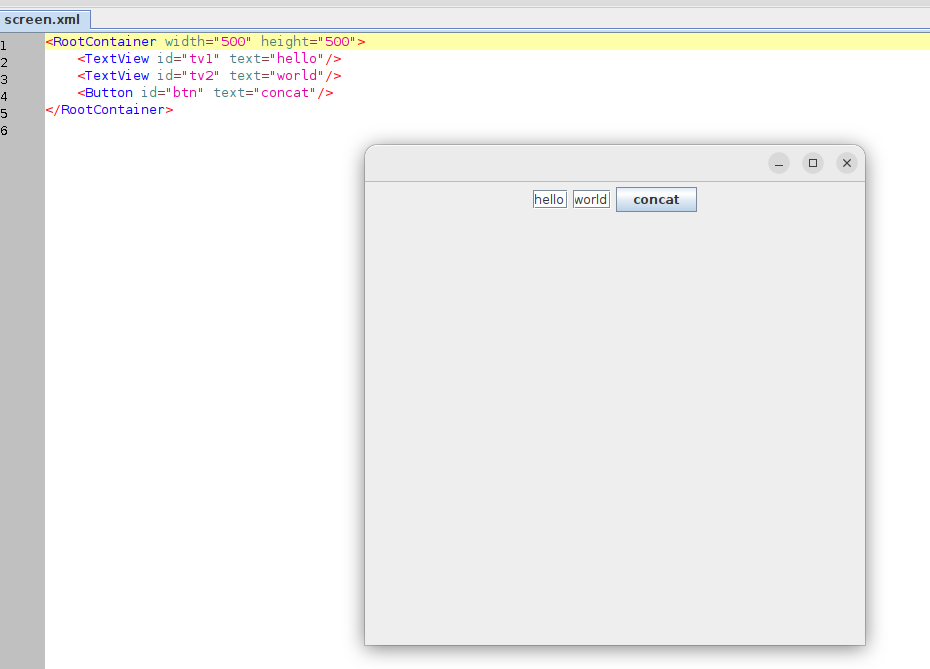 screen.xml
1 <RootContainer width="500" height="500">
2     <TextView id="tv1" text="hello"/>
3     <TextView id="tv2" text="world"/>
4     <Button id="btn" text="concat"/>
5 </RootContainer>
6
hello world concat